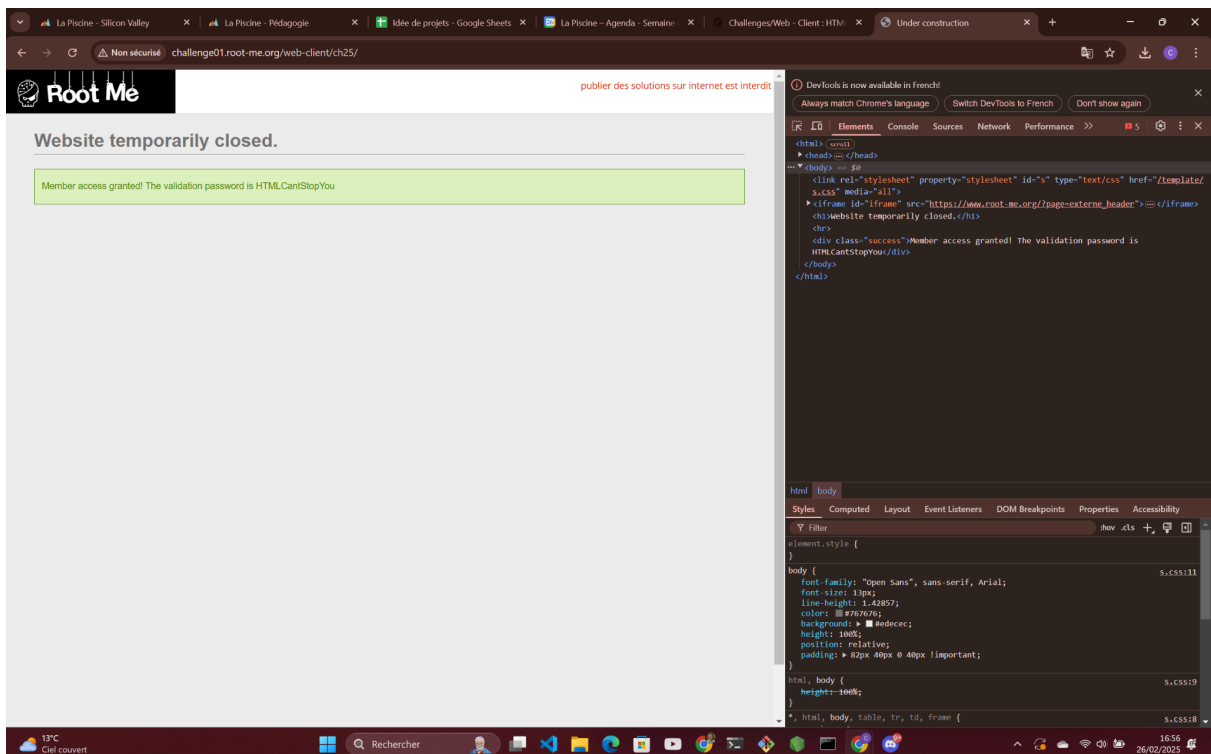 La Piscine - Silicon Valley
La Piscine - Pédagogie
Idée de projets - Google Sheets
La Piscine – Agenda - Semaine
Challenges/Web - Client : HTML
Under construction
Non sécurisé
challenge01.root-me.org/web-client/ch25/
C
Root Me
publier des solutions sur internet est interdit
Website temporarily closed.
Member access granted! The validation password is HTMLCantStopYou
DevTools is now available in French!
Always match Chrome's language
Switch DevTools to French
Don't show again
Elements Console Sources Network Performance 5
<html> scroll
<head> … </head>
<body> == $0
<link rel="stylesheet" property="stylesheet" id="s" type="text/css" href="/template/
s.css" media="all">
<iframe id="iframe" src="https://www.root-me.org/?page=externe_header"> … </iframe>
<h1>Website temporarily closed.</h1>
<hr>
<div class="success">Member access granted! The validation password is
HTMLCantStopYou</div>
</body>
</html>
html body
Styles Computed Layout Event Listeners DOM Breakpoints Properties Accessibility
Filter :hov .cls
element.style {
}
body { s.css:11
font-family: "Open Sans", sans-serif, Arial;
font-size: 13px;
line-height: 1.42857;
color: #767676;
background: #edecec;
height: 100%;
position: relative;
padding: 82px 40px 0 40px !important;
}
html, body { s.css:9
height: 100%;
}
*, html, body, table, tr, td, frame { s.css:8
13°C
Ciel couvert
Rechercher
16:56
26/02/2025